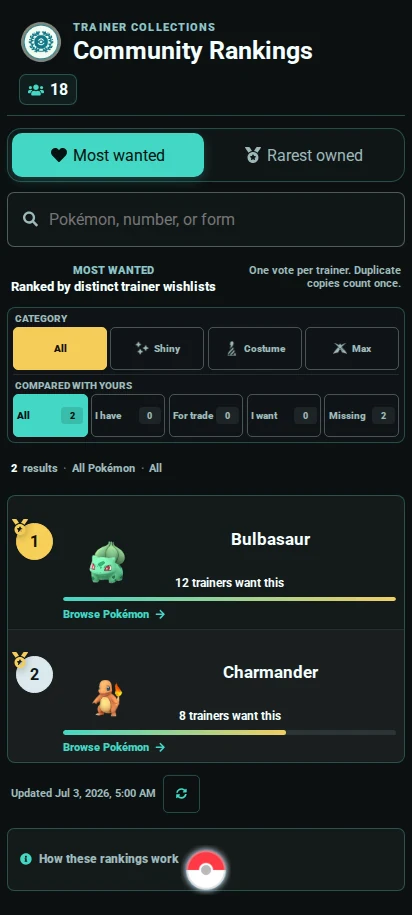 TRAINER COLLECTIONS
Community Rankings
18
Most wanted
Rarest owned
Pokémon, number, or form
MOST WANTED
Ranked by distinct trainer wishlists
One vote per trainer. Duplicate
copies count once.
CATEGORY
All
Shiny
Costume
Max
COMPARED WITH YOURS
All 2
I have 0
For trade 0
I want 0
Missing 2
2 results · All Pokémon · All
1
Bulbasaur
12 trainers want this
Browse Pokémon →
2
Charmander
8 trainers want this
Browse Pokémon →
Updated Jul 3, 2026, 5:00 AM
How these rankings work